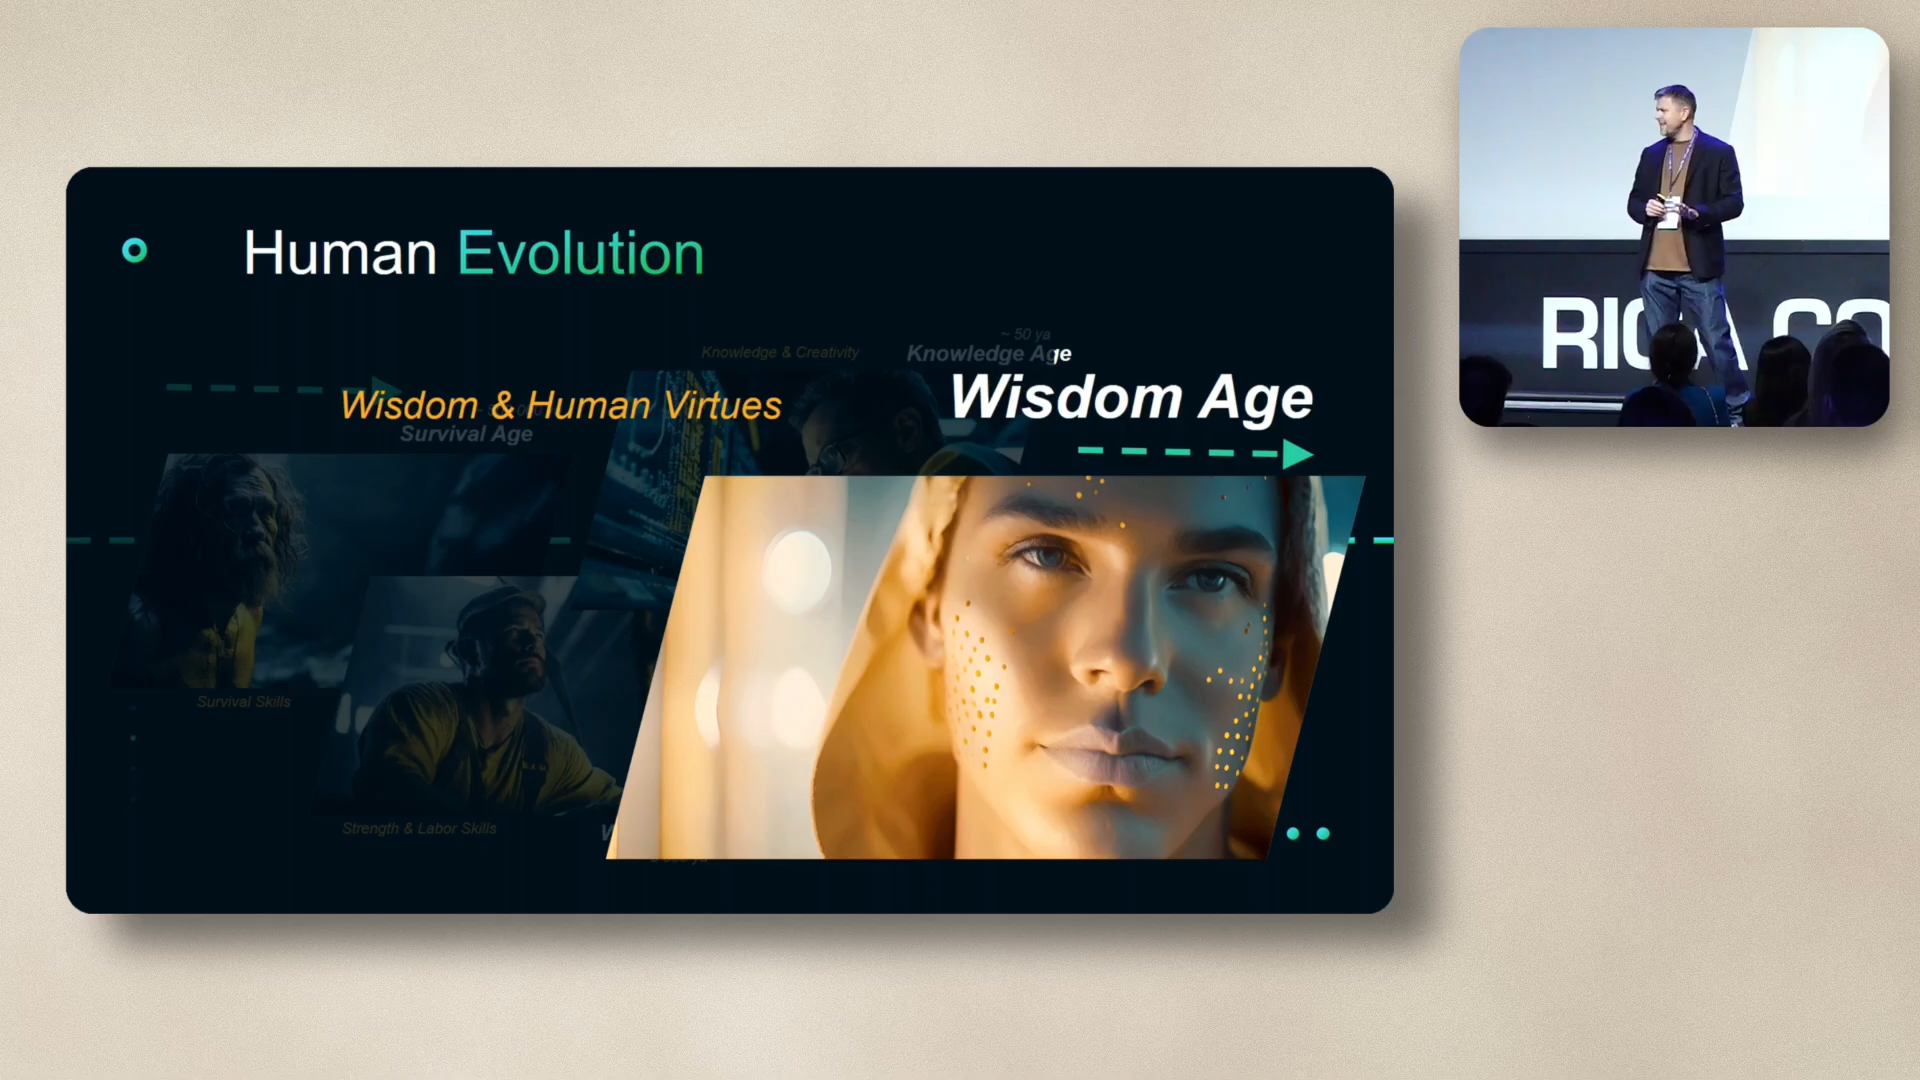 Human Evolution
~ 50 ya
Knowledge & Creativity
Knowledge Age
Wisdom Age
Wisdom & Human Virtues
Survival Age
Survival Skills
Strength & Labor Skills
RIGA CO